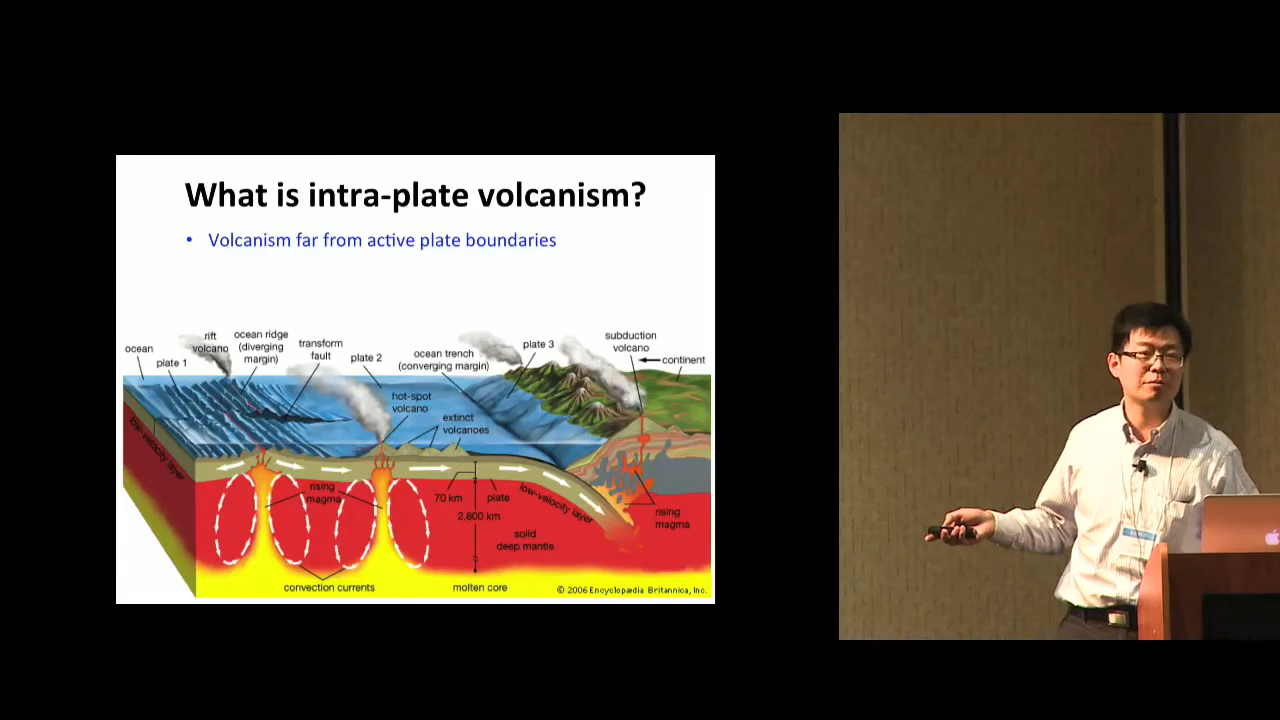 What is intra-plate volcanism?
• Volcanism far from active plate boundaries
ocean
plate 1
rift
volcano
ocean ridge
(diverging
margin)
transform
fault
plate 2
ocean trench
(converging margin)
plate 3
subduction
volcano
continent
hot-spot
volcano
extinct
volcanoes
low-velocity layer
rising
magma
70 km
plate
2,800 km
low-velocity layer
solid
deep mantle
rising
magma
convection currents
molten core
© 2006 Encyclopædia Britannica, Inc.